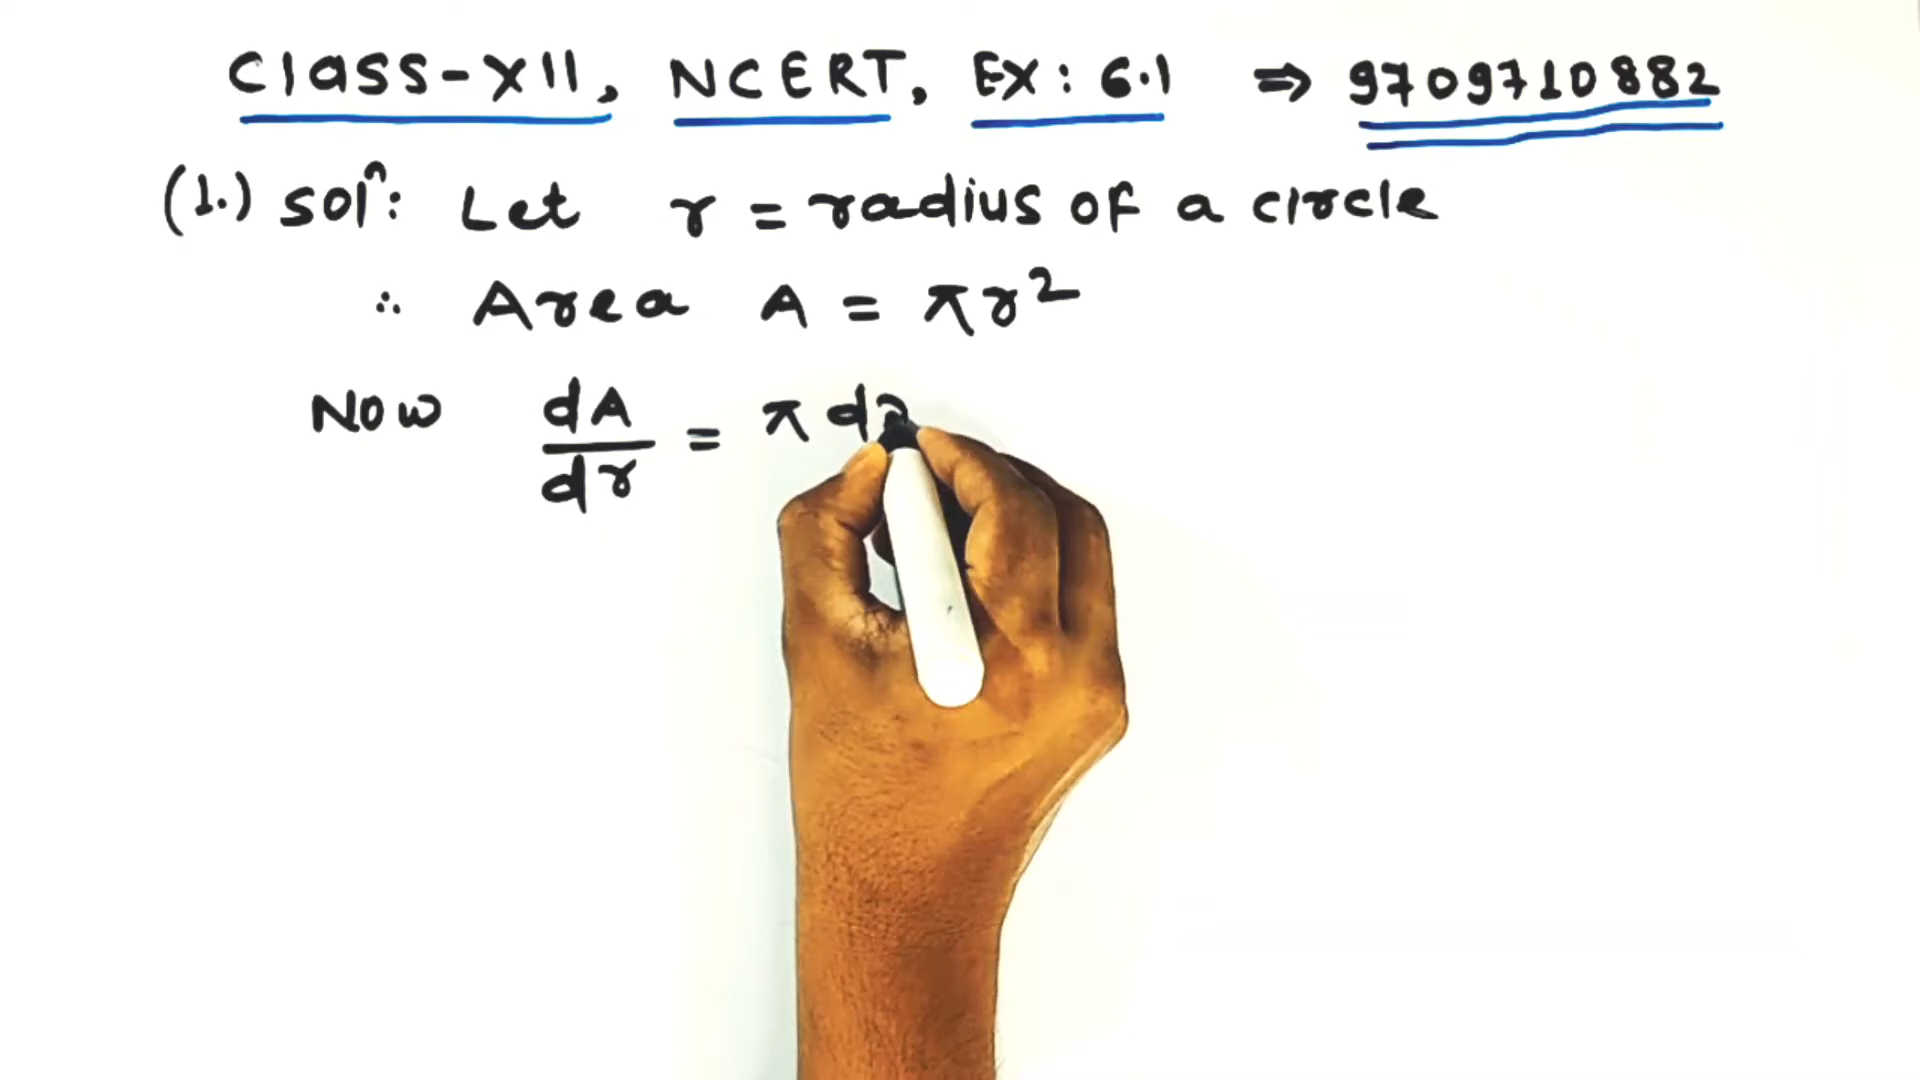 Class-XII, NCERT, EX: 6.1 ⇒ 9709710882
(1.) Solⁿ: Let r = radius of a circle
∴ Area A = πr²
Now dA/dr = π d